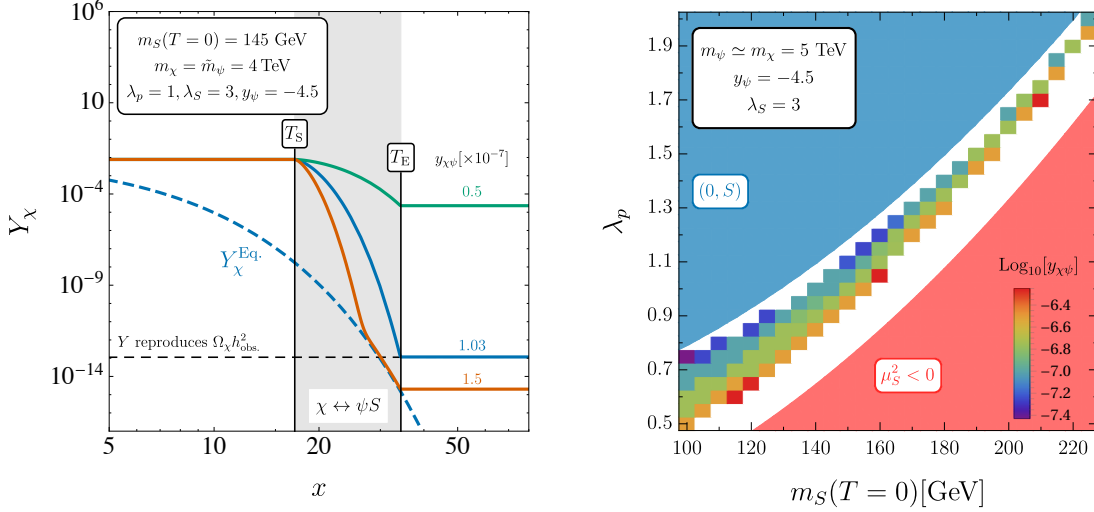 10⁶
10
10⁻⁴
10⁻⁹
10⁻¹⁴
Y_χ
m_S(T = 0) = 145 GeV
m_χ = m̃_ψ = 4 TeV
λ_p = 1, λ_S = 3, y_ψ = −4.5
T_S
T_E
y_χψ[×10⁻⁷]
0.5
Y_χ^Eq.
Y reproduces Ω_χ h²_obs.
1.03
1.5
χ ↔ ψS
5
10
20
50
x
1.9
1.7
1.5
1.3
1.1
0.9
0.7
0.5
λ_p
m_ψ ≃ m_χ = 5 TeV
y_ψ = −4.5
λ_S = 3
(0, S)
μ_S² < 0
Log₁₀[y_χψ]
−6.4
−6.6
−6.8
−7.0
−7.2
−7.4
100 120 140 160 180 200 220
m_S(T = 0)[GeV]